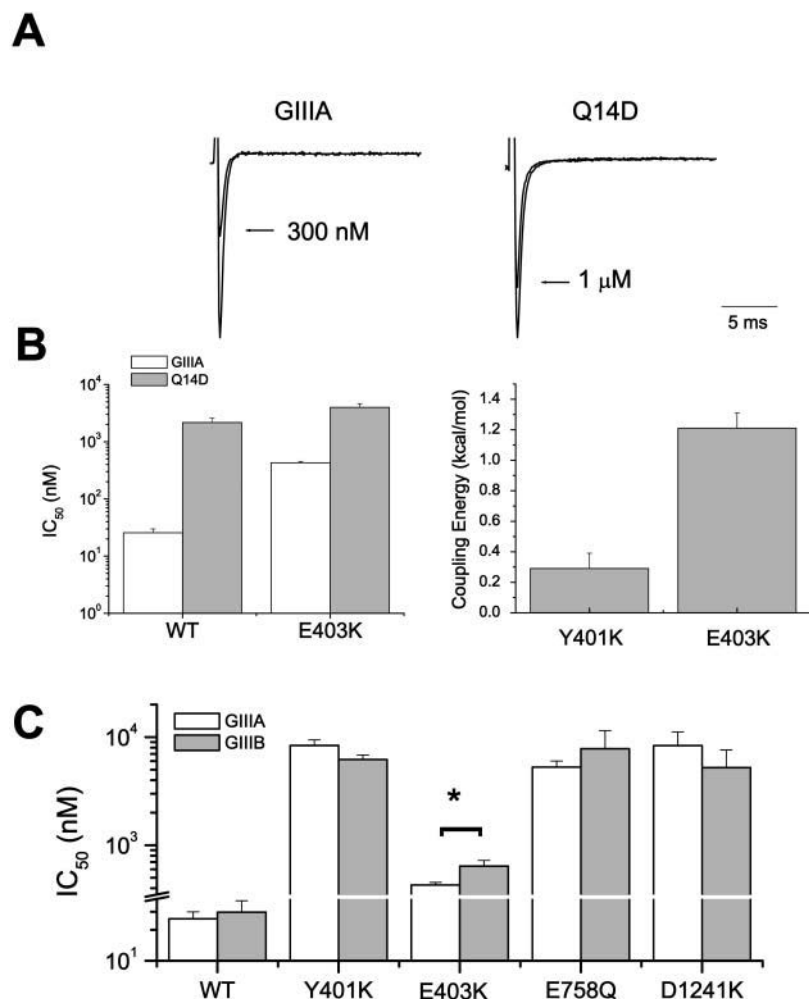 A
GIIIA
Q14D
300 nM
1 μM
5 ms
B
GIIIA
Q14D
10⁴
10³
10²
10¹
10⁰
IC₅₀ (nM)
WT
E403K
1.4
1.2
1.0
0.8
0.6
0.4
0.2
0.0
Coupling Energy (kcal/mol)
Y401K
E403K
C
GIIIA
GIIIB
10⁴
10³
10¹
IC₅₀ (nM)
*
WT
Y401K
E403K
E758Q
D1241K